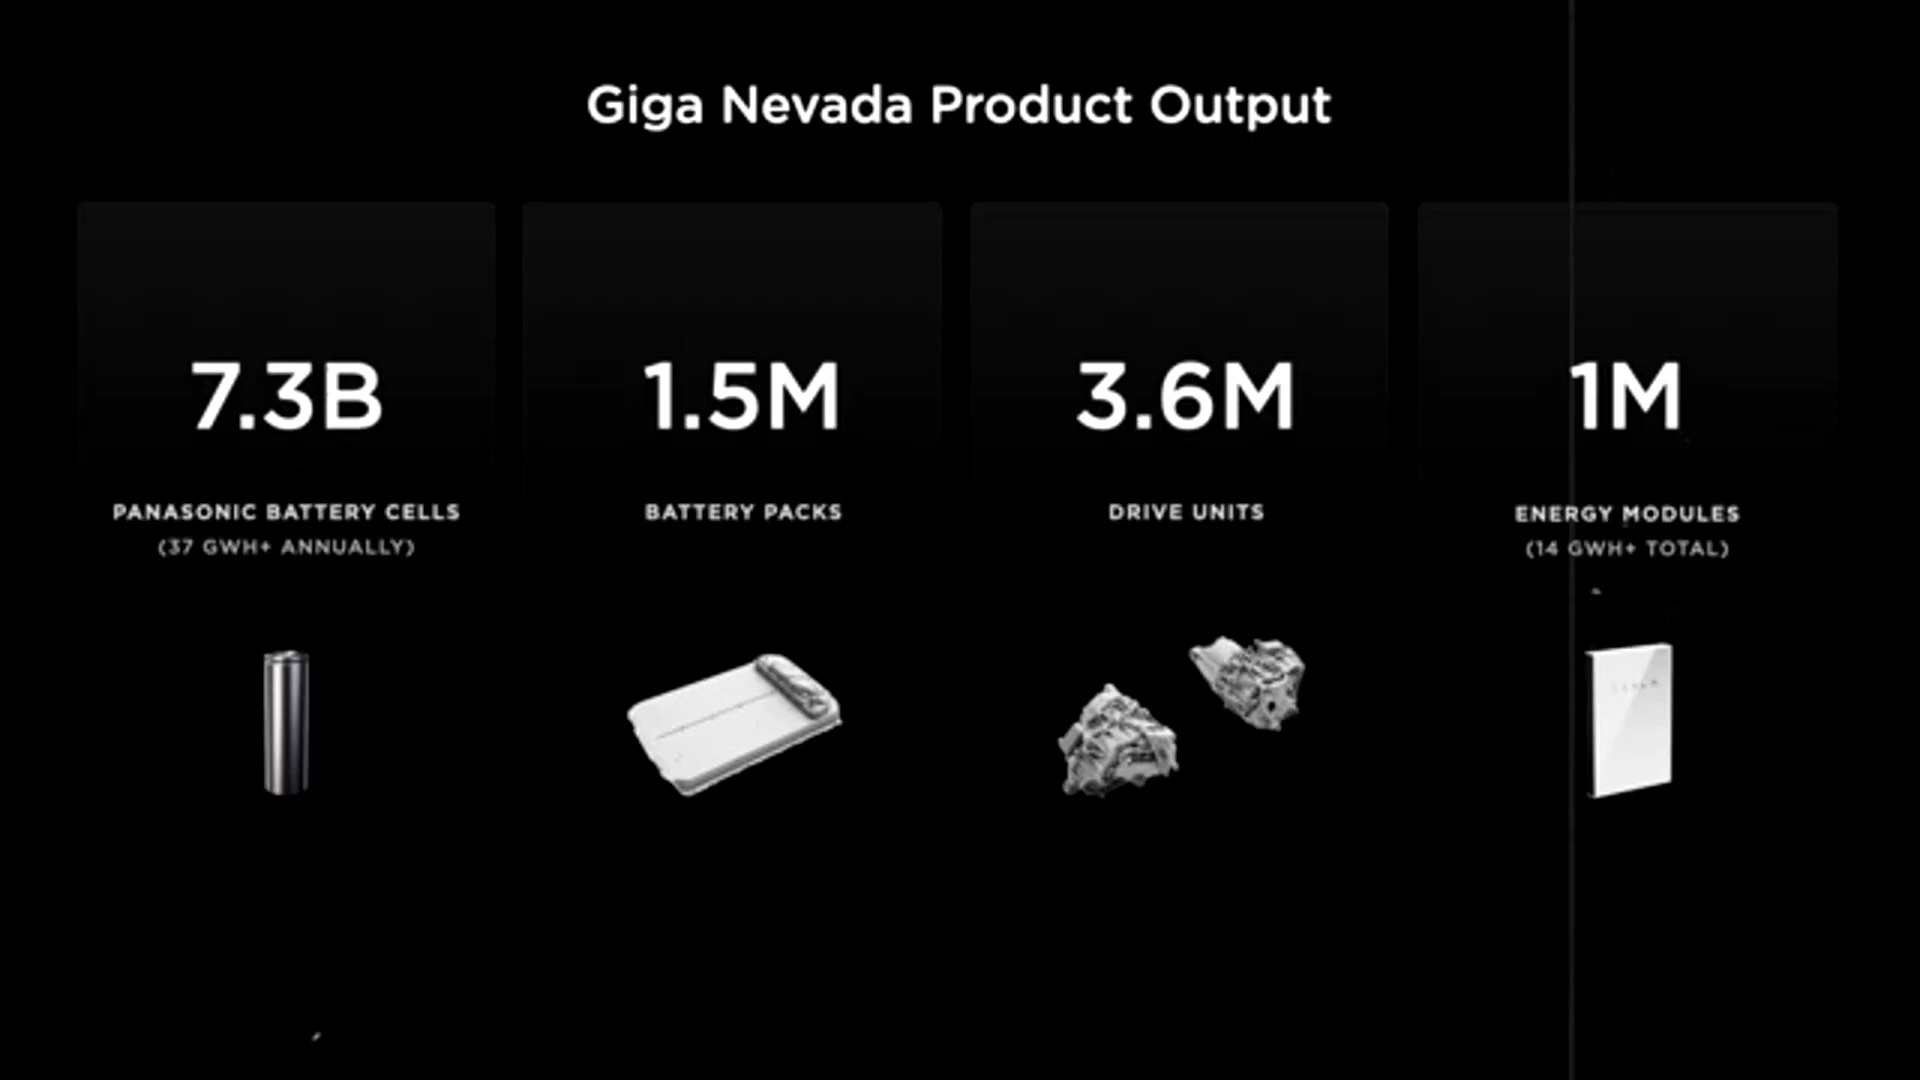 Giga Nevada Product Output
7.3B
PANASONIC BATTERY CELLS
(37 GWH+ ANNUALLY)
1.5M
BATTERY PACKS
3.6M
DRIVE UNITS
1M
ENERGY MODULES
(14 GWH+ TOTAL)